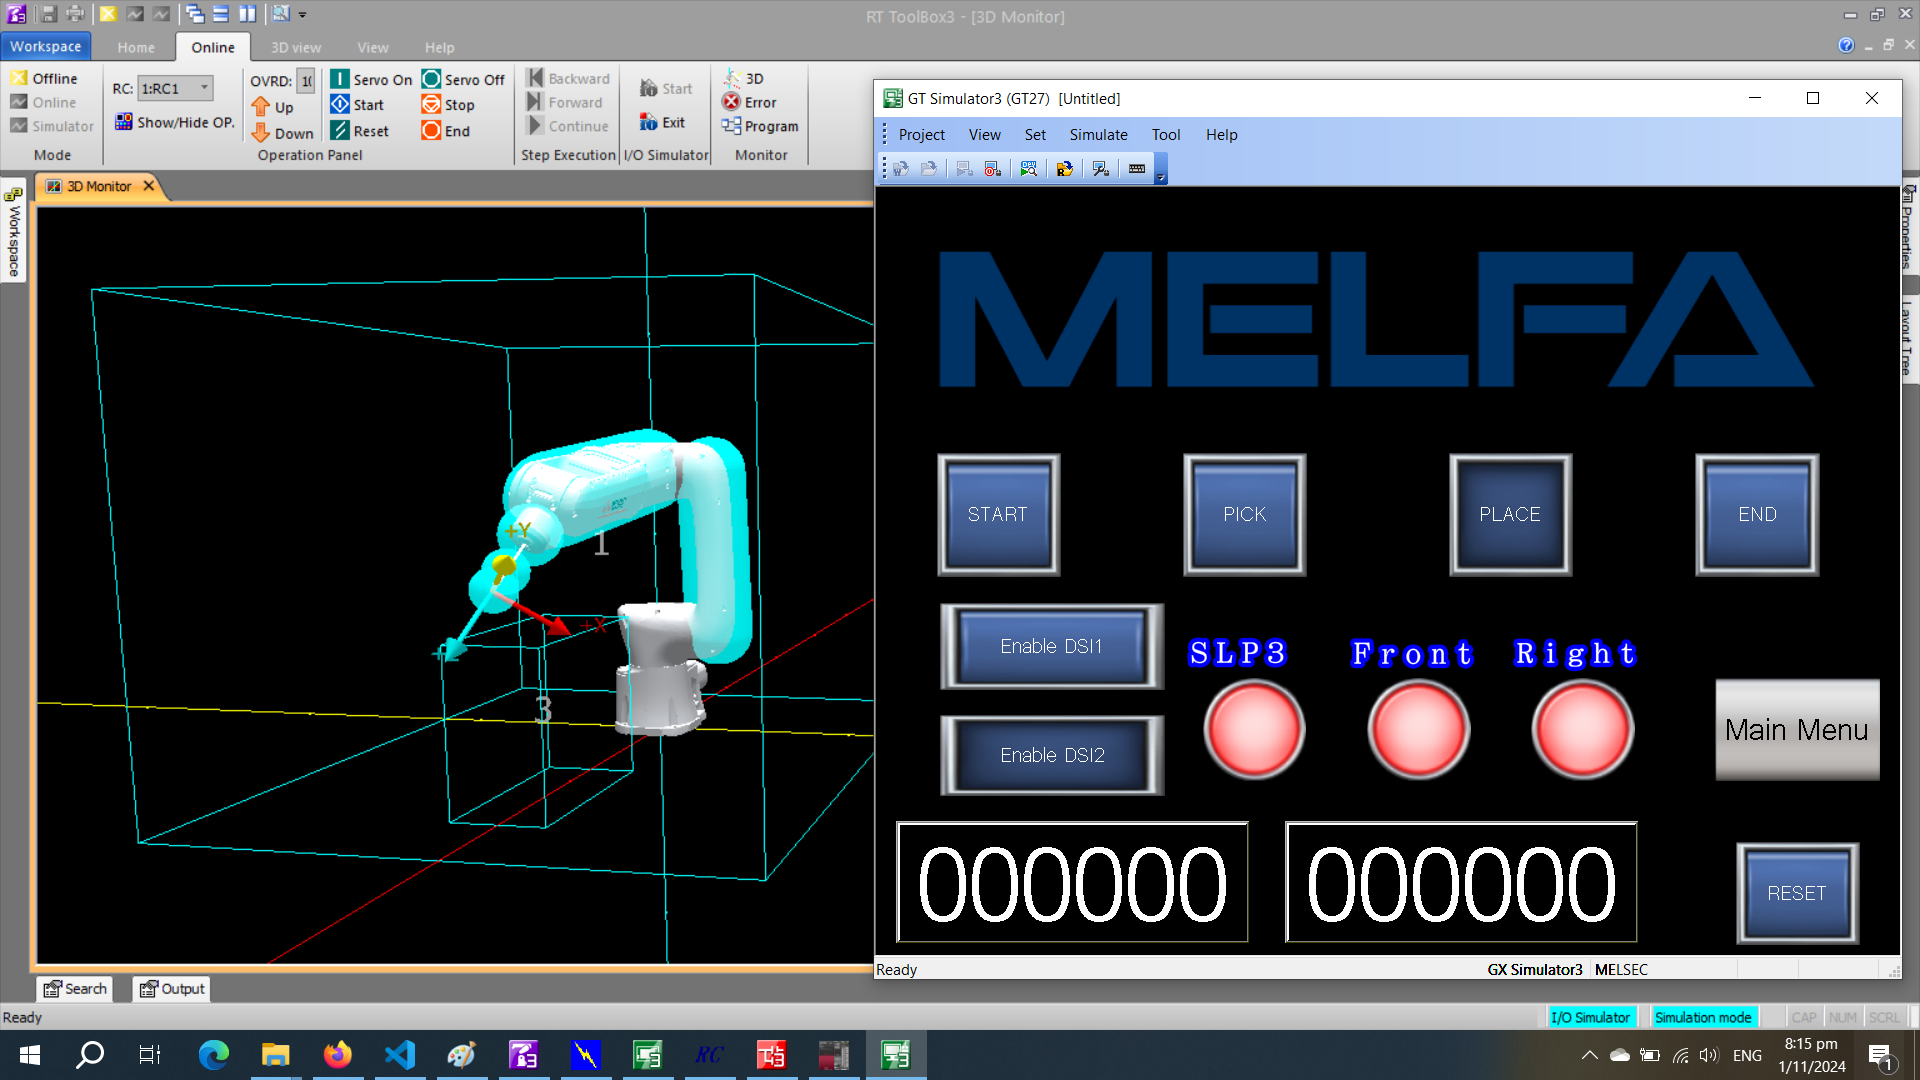 RT ToolBox3 - [3D Monitor]
Workspace
Home
Online
3D view
View
Help
Offline
Online
Simulator
Mode
RC: 1:RC1
Show/Hide OP.
OVRD:
Up
Down
Servo On
Servo Off
Start
Stop
Reset
End
Operation Panel
Backward
Forward
Continue
Step Execution
Start
Exit
I/O Simulator
3D
Error
Program
Monitor
3D Monitor
Workspace
Properties
Layout Tree
+Y
+X
1
3
GT Simulator3 (GT27) [Untitled]
Project View Set Simulate Tool Help
MELFA
START PICK PLACE END
Enable DSI1
SLP3 Front Right
Enable DSI2
Main Menu
000000 000000
RESET
Ready
GX Simulator3 MELSEC
Search
Output
Ready
I/O Simulator
Simulation mode
CAP NUM SCRL
RC
ENG
8:15 pm
1/11/2024
1